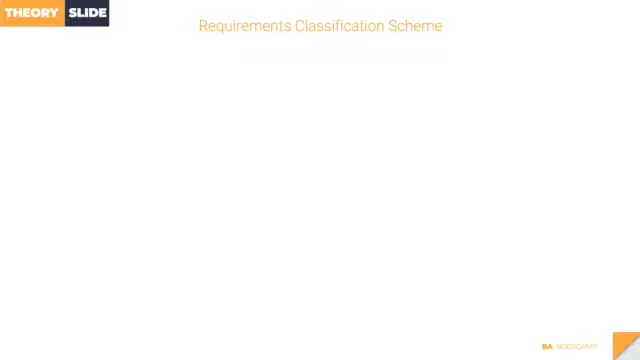 THEORY SLIDE
Requirements Classification Scheme
BA BOOTCAMP